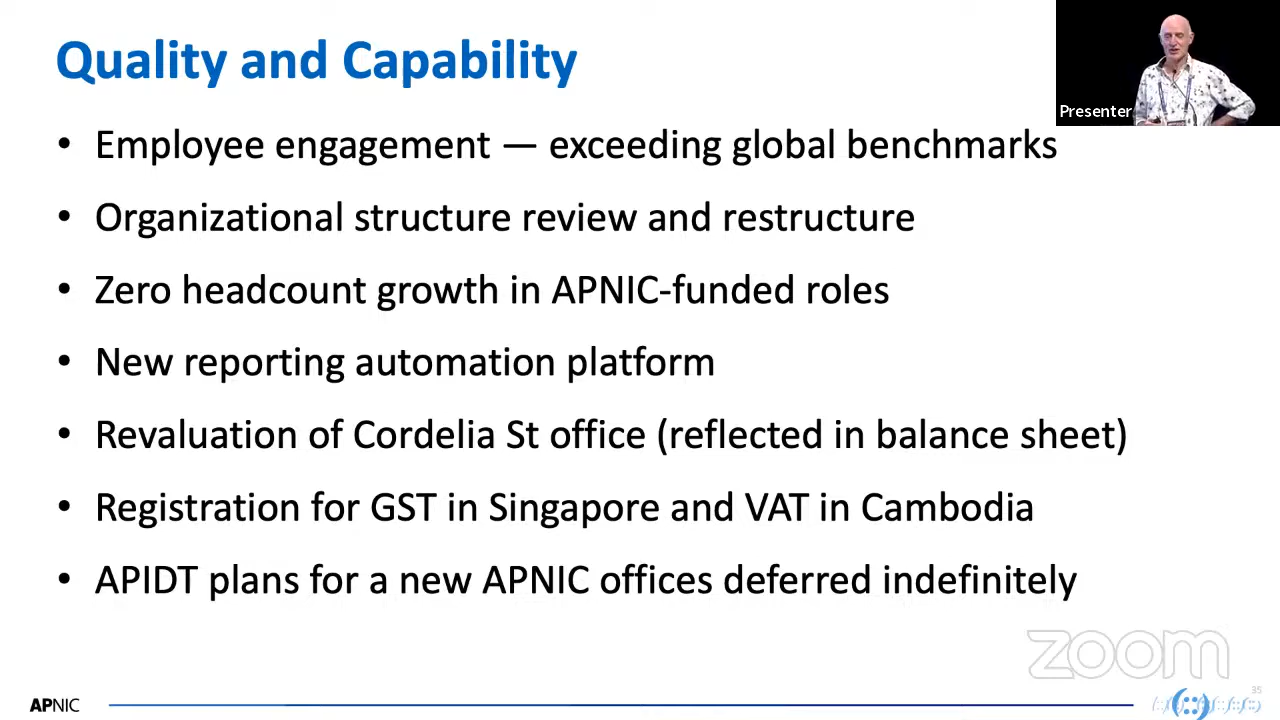 Quality and Capability
Presenter
• Employee engagement — exceeding global benchmarks
• Organizational structure review and restructure
• Zero headcount growth in APNIC-funded roles
• New reporting automation platform
• Revaluation of Cordelia St office (reflected in balance sheet)
• Registration for GST in Singapore and VAT in Cambodia
• APIDT plans for a new APNIC offices deferred indefinitely
zoom
35
APNIC